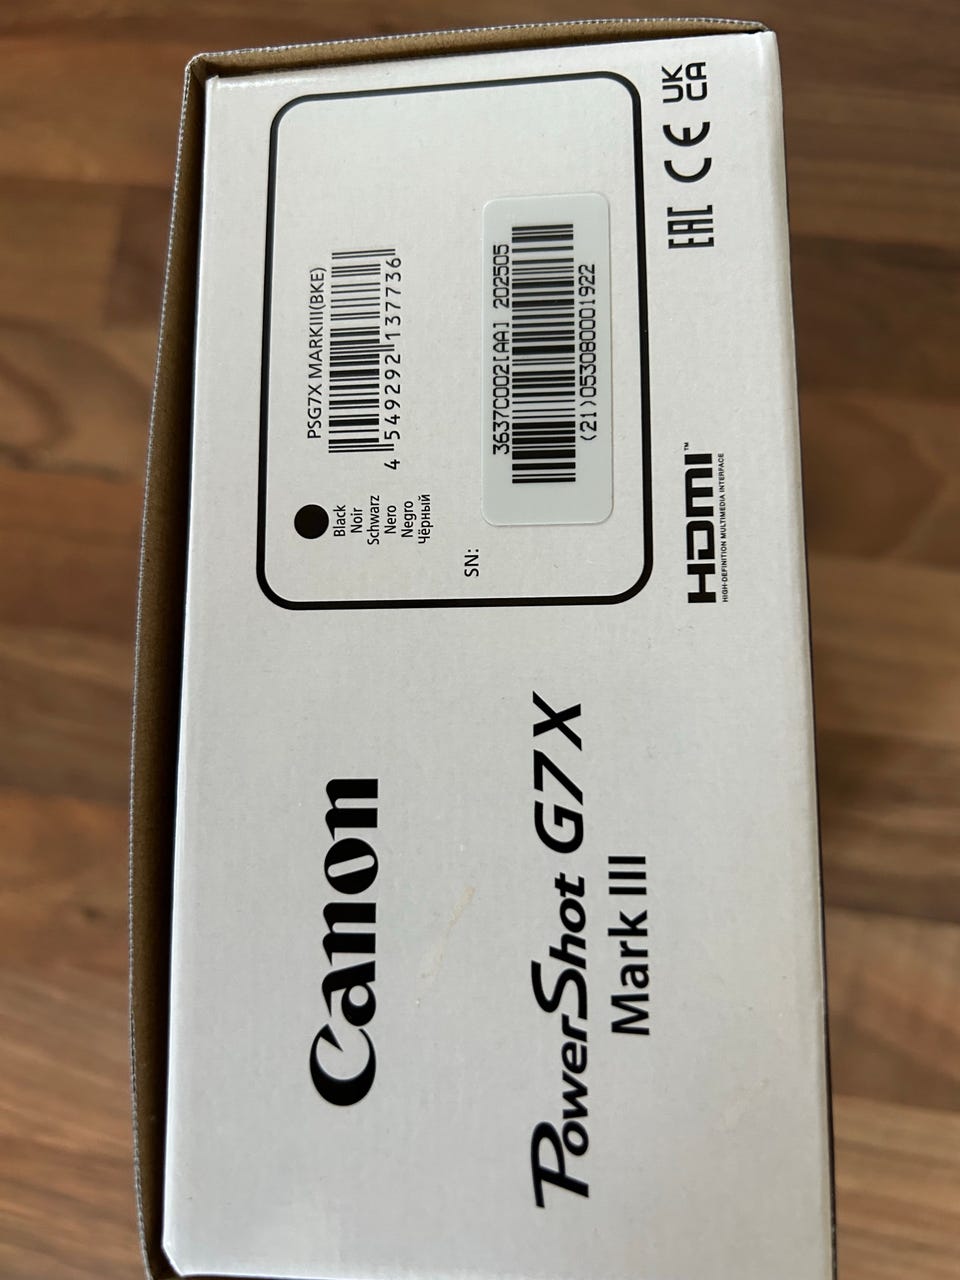 Canon
PowerShot G7 X
Mark III
Black
Noir
Schwarz
Nero
Negro
Чёрный
PSG7X MARKIII(BKE)
4 549292 137736
SN:
3637C002[AA] 202505
(21)053080001922
HDMI™
HIGH-DEFINITION MULTIMEDIA INTERFACE
EAC CE UK
CA